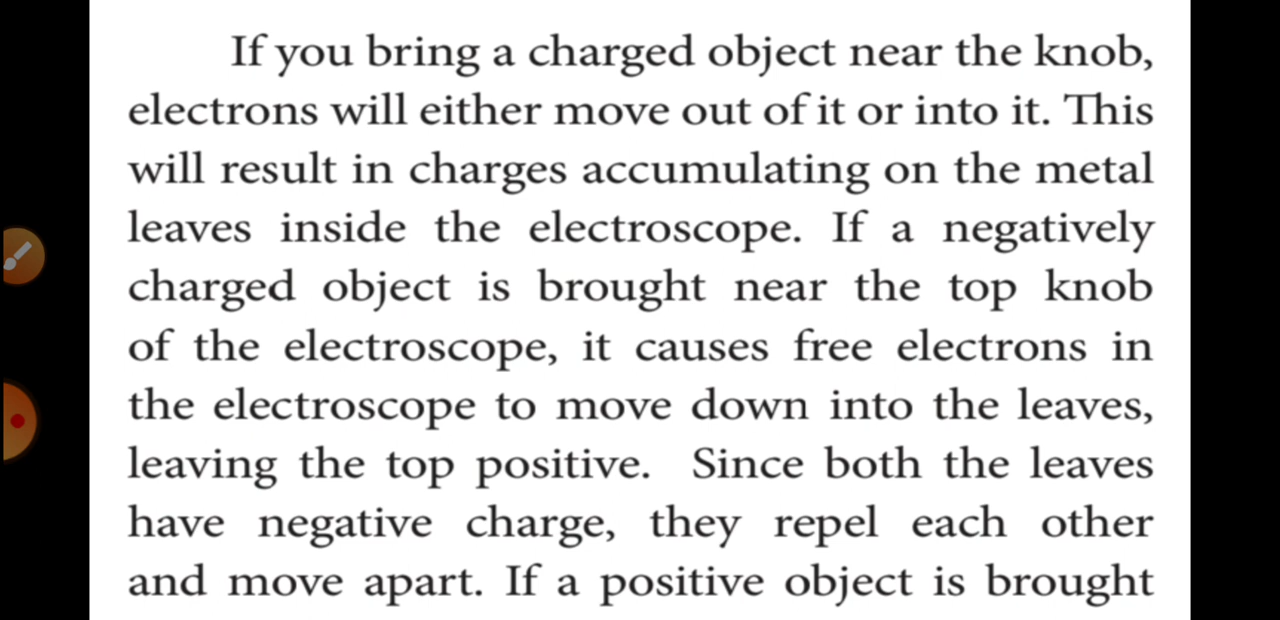 If you bring a charged object near the knob,
electrons will either move out of it or into it. This
will result in charges accumulating on the metal
leaves inside the electroscope. If a negatively
charged object is brought near the top knob
of the electroscope, it causes free electrons in
the electroscope to move down into the leaves,
leaving the top positive. Since both the leaves
have negative charge, they repel each other
and move apart. If a positive object is brought